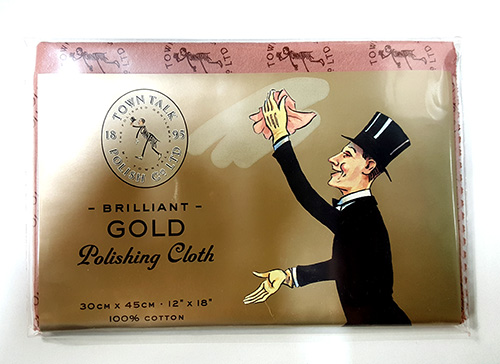 TOWN TALK
18 95
POLISH Co LTD
- BRILLIANT -
GOLD
Polishing Cloth
30CM X 45CM · 12" X 18"
100% COTTON